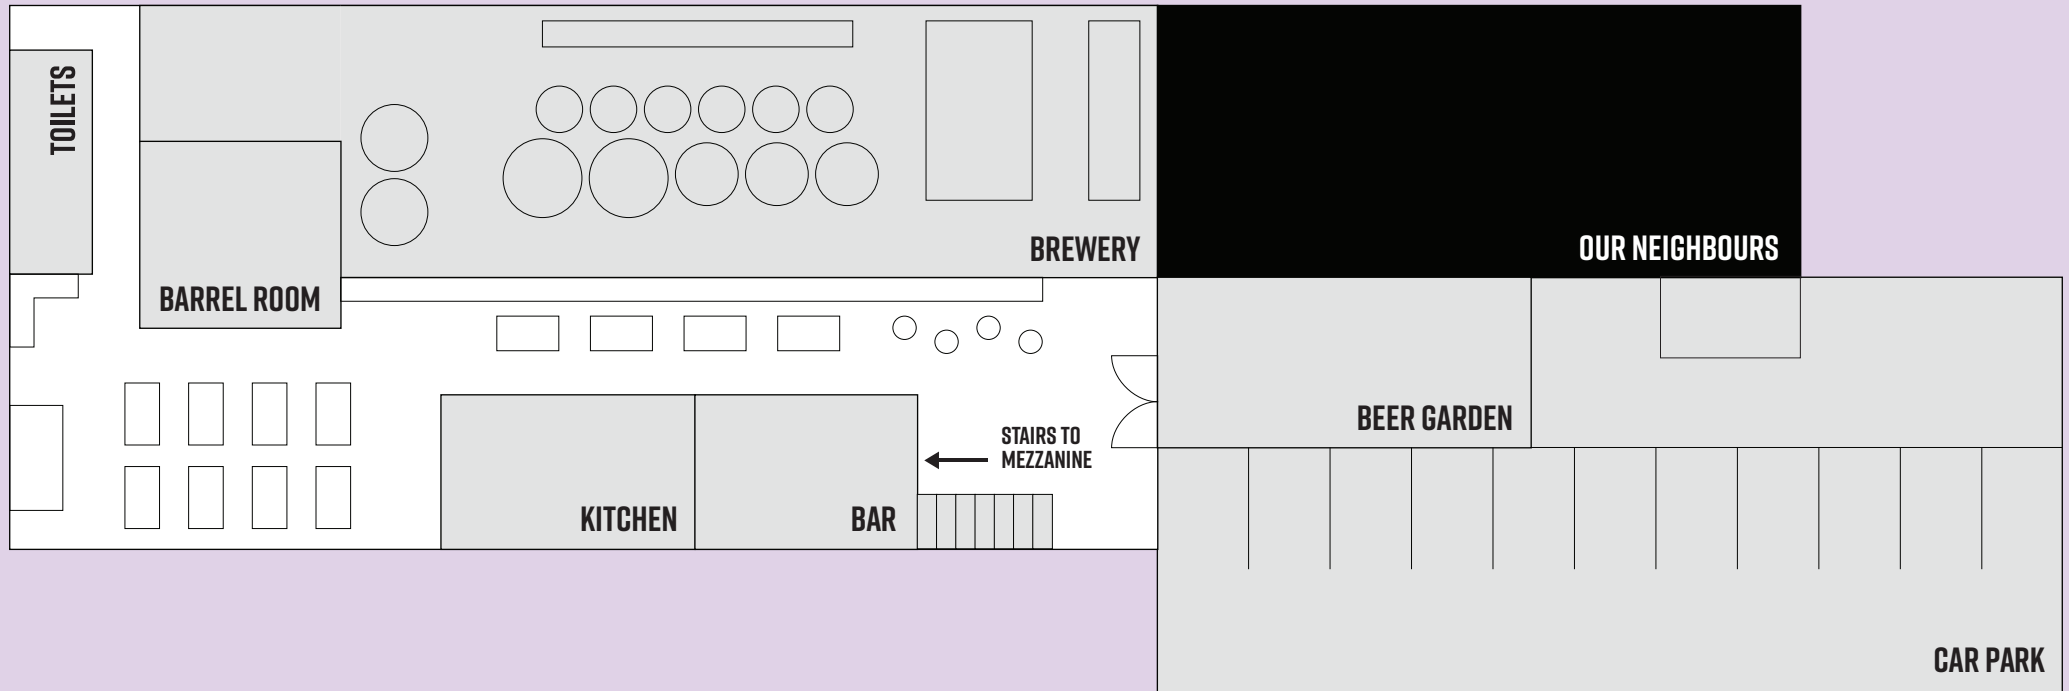 TOILETS
BREWERY
OUR NEIGHBOURS
BARREL ROOM
BEER GARDEN
STAIRS TO
MEZZANINE
KITCHEN
BAR
CAR PARK